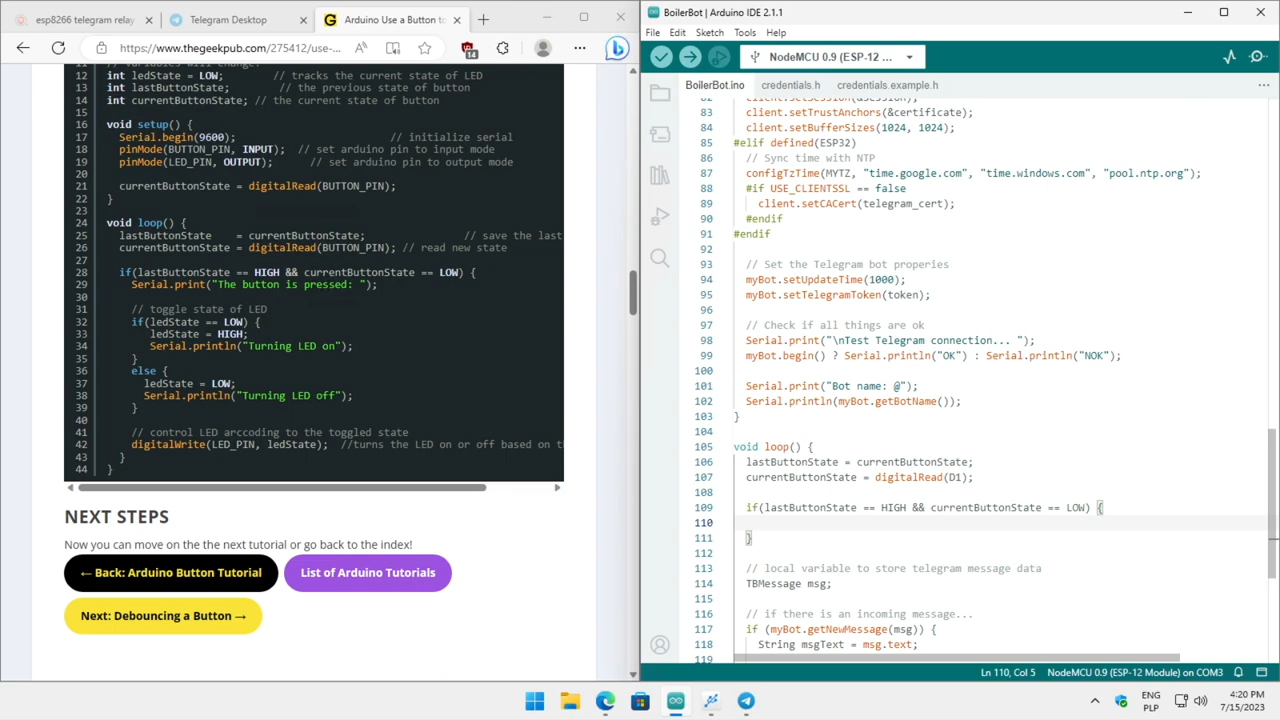 esp8266 telegram relay
Telegram Desktop
Arduino Use a Button to
https://www.thegeekpub.com/275412/use-...
14
12 int ledState = LOW; // tracks the current state of LED
13 int lastButtonState; // the previous state of button
14 int currentButtonState; // the current state of button
15
16 void setup() {
17 Serial.begin(9600); // initialize serial
18 pinMode(BUTTON_PIN, INPUT); // set arduino pin to input mode
19 pinMode(LED_PIN, OUTPUT); // set arduino pin to output mode
20
21 currentButtonState = digitalRead(BUTTON_PIN);
22 }
23
24 void loop() {
25 lastButtonState = currentButtonState; // save the last
26 currentButtonState = digitalRead(BUTTON_PIN); // read new state
27
28 if(lastButtonState == HIGH && currentButtonState == LOW) {
29 Serial.print("The button is pressed: ");
30
31 // toggle state of LED
32 if(ledState == LOW) {
33 ledState = HIGH;
34 Serial.println("Turning LED on");
35 }
36 else {
37 ledState = LOW;
38 Serial.println("Turning LED off");
39 }
40
41 // control LED arccoding to the toggled state
42 digitalWrite(LED_PIN, ledState); //turns the LED on or off based on
43 }
44 }
NEXT STEPS
Now you can move on the the next tutorial or go back to the index!
← Back: Arduino Button Tutorial
List of Arduino Tutorials
Next: Debouncing a Button →
BoilerBot | Arduino IDE 2.1.1
File Edit Sketch Tools Help
NodeMCU 0.9 (ESP-12 ...
BoilerBot.ino credentials.h credentials.example.h
82 client.setSession(&session);
83 client.setTrustAnchors(&certificate);
84 client.setBufferSizes(1024, 1024);
85 #elif defined(ESP32)
86 // Sync time with NTP
87 configTzTime(MYTZ, "time.google.com", "time.windows.com", "pool.ntp.org");
88 #if USE_CLIENTSSL == false
89 client.setCACert(telegram_cert);
90 #endif
91 #endif
92
93 // Set the Telegram bot properies
94 myBot.setUpdateTime(1000);
95 myBot.setTelegramToken(token);
96
97 // Check if all things are ok
98 Serial.print("\nTest Telegram connection... ");
99 myBot.begin() ? Serial.println("OK") : Serial.println("NOK");
100
101 Serial.print("Bot name: @");
102 Serial.println(myBot.getBotName());
103 }
104
105 void loop() {
106 lastButtonState = currentButtonState;
107 currentButtonState = digitalRead(D1);
108
109 if(lastButtonState == HIGH && currentButtonState == LOW) {
110
111 }
112
113 // local variable to store telegram message data
114 TBMessage msg;
115
116 // if there is an incoming message...
117 if (myBot.getNewMessage(msg)) {
118 String msgText = msg.text;
119
Ln 110, Col 5 NodeMCU 0.9 (ESP-12 Module) on COM3
ENG
PLP
4:20 PM
7/15/2023